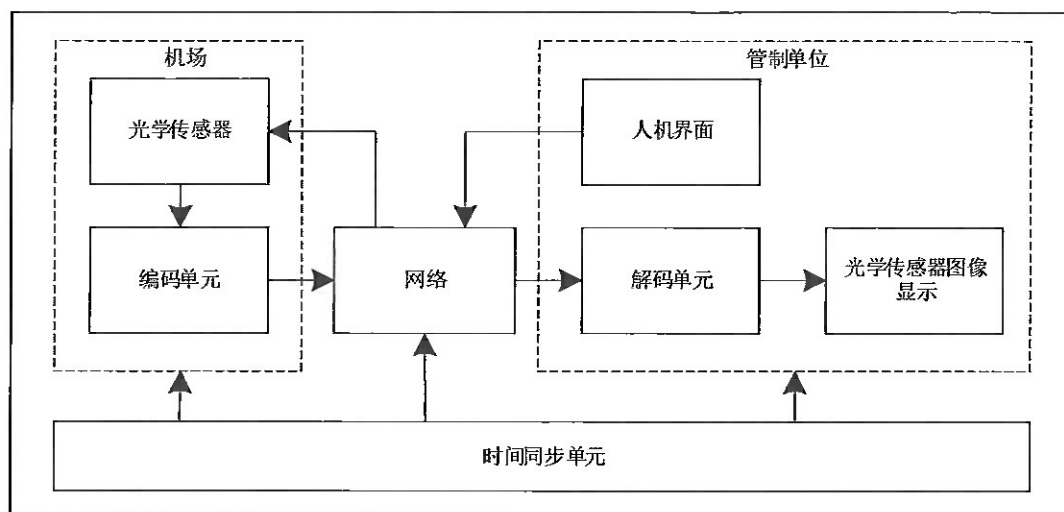 机场
管制单位
光学传感器
人机界面
编码单元
网络
解码单元
光学传感器图像
显示
时间同步单元